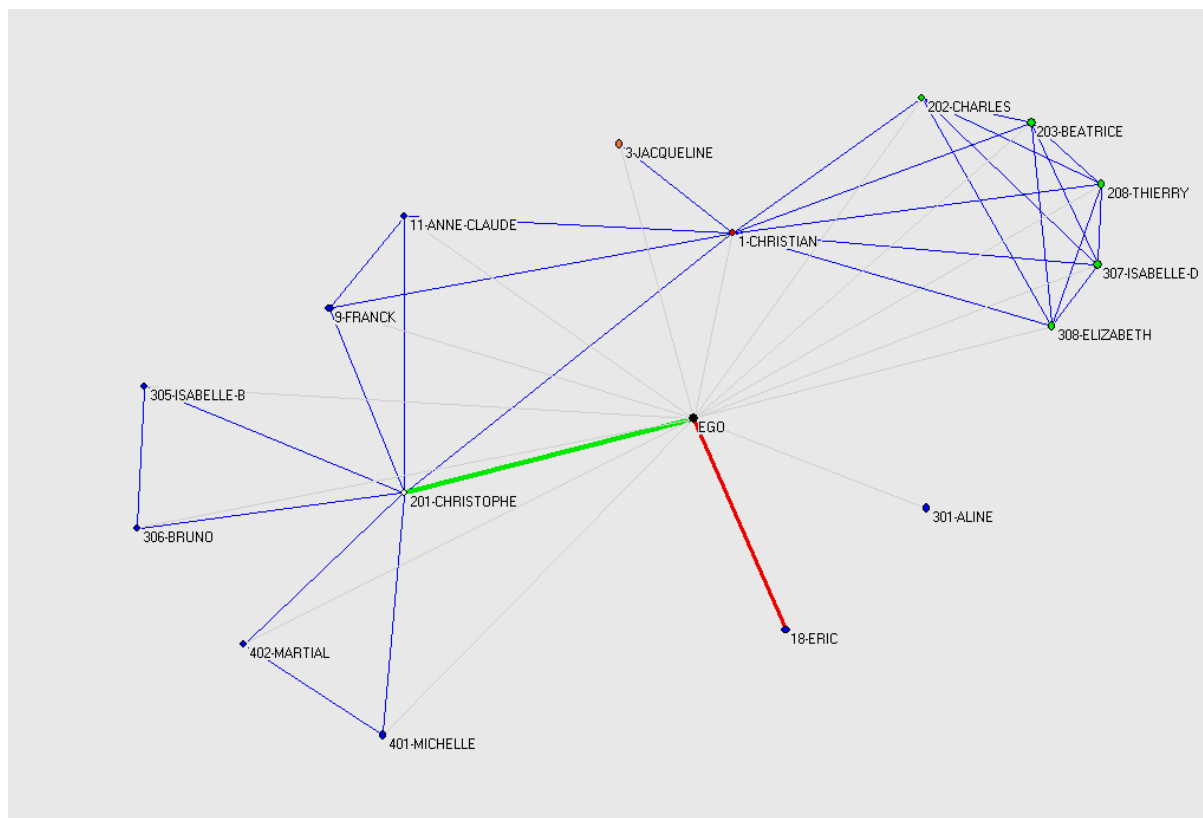 202-CHARLES
203-BEATRICE
3-JACQUELINE
208-THIERRY
11-ANNE-CLAUDE
1-CHRISTIAN
307-ISABELLE-D
9-FRANCK
308-ELIZABETH
305-ISABELLE-B
EGO
201-CHRISTOPHE
301-ALINE
306-BRUNO
18-ERIC
402-MARTIAL
401-MICHELLE